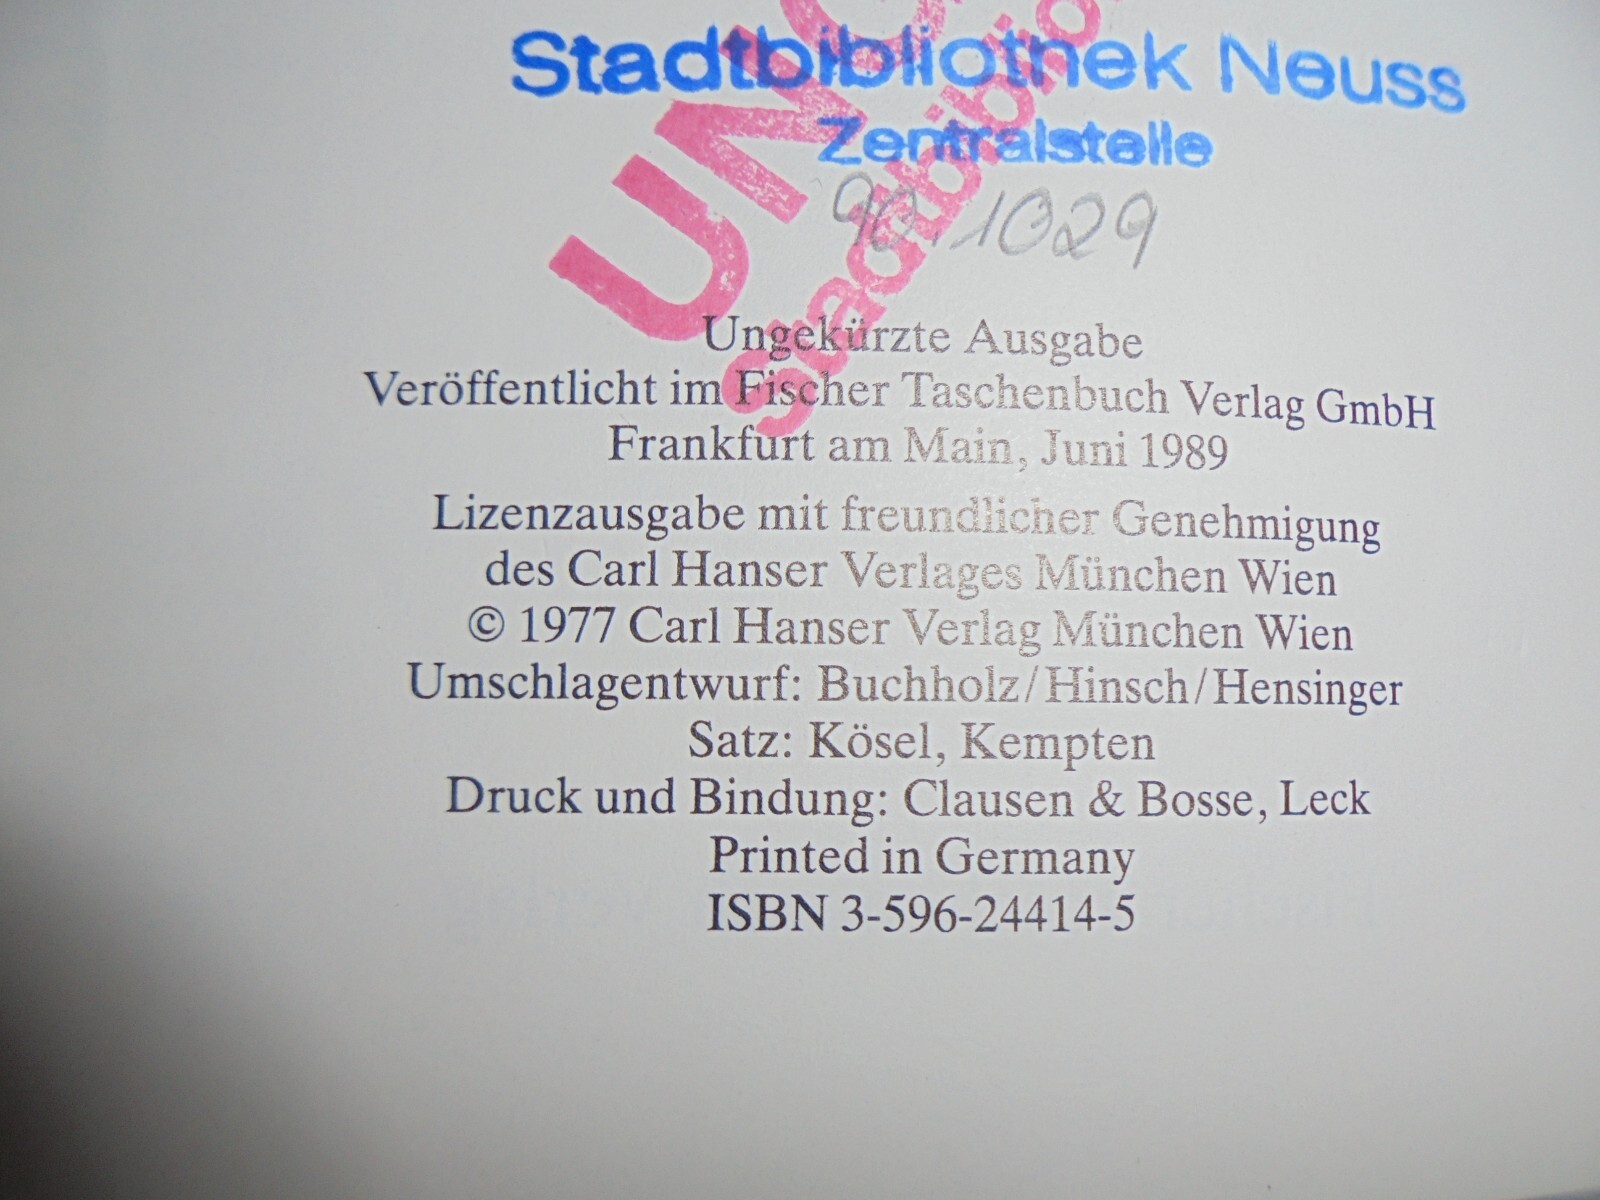 Stadtbibliothek Neuss
Zentralstelle
90.1029
Ungekürzte Ausgabe
Veröffentlicht im Fischer Taschenbuch Verlag GmbH
Frankfurt am Main, Juni 1989
Lizenzausgabe mit freundlicher Genehmigung
des Carl Hanser Verlages München Wien
© 1977 Carl Hanser Verlag München Wien
Umschlagentwurf: Buchholz/Hinsch/Hensinger
Satz: Kösel, Kempten
Druck und Bindung: Clausen & Bosse, Leck
Printed in Germany
ISBN 3-596-24414-5